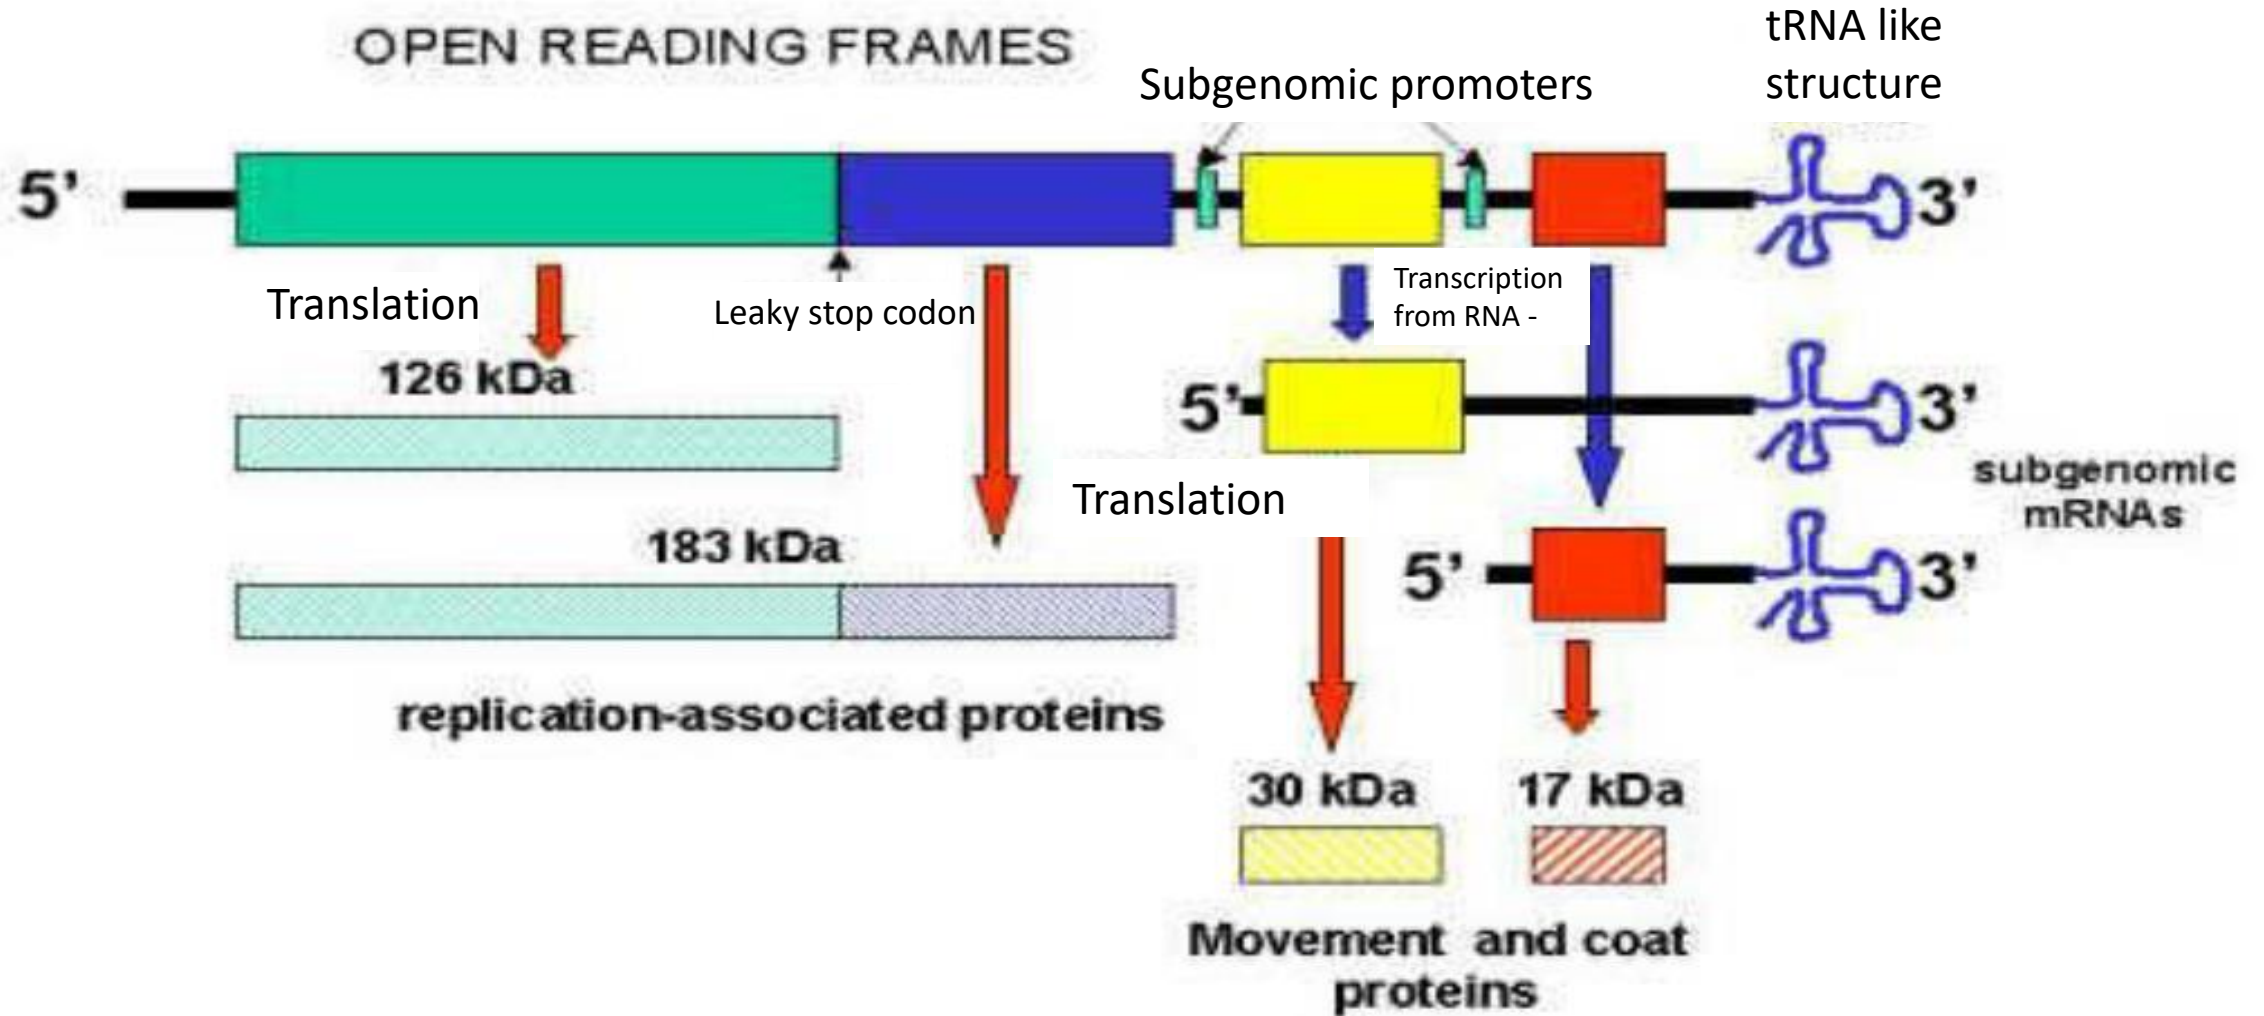 OPEN READING FRAMES
tRNA like
structure
Subgenomic promoters
5’
3’
Translation
Leaky stop codon
Transcription
from RNA -
126 kDa
5’
3’
subgenomic
mRNAs
Translation
183 kDa
5’
3’
replication-associated proteins
30 kDa
17 kDa
Movement and coat
proteins